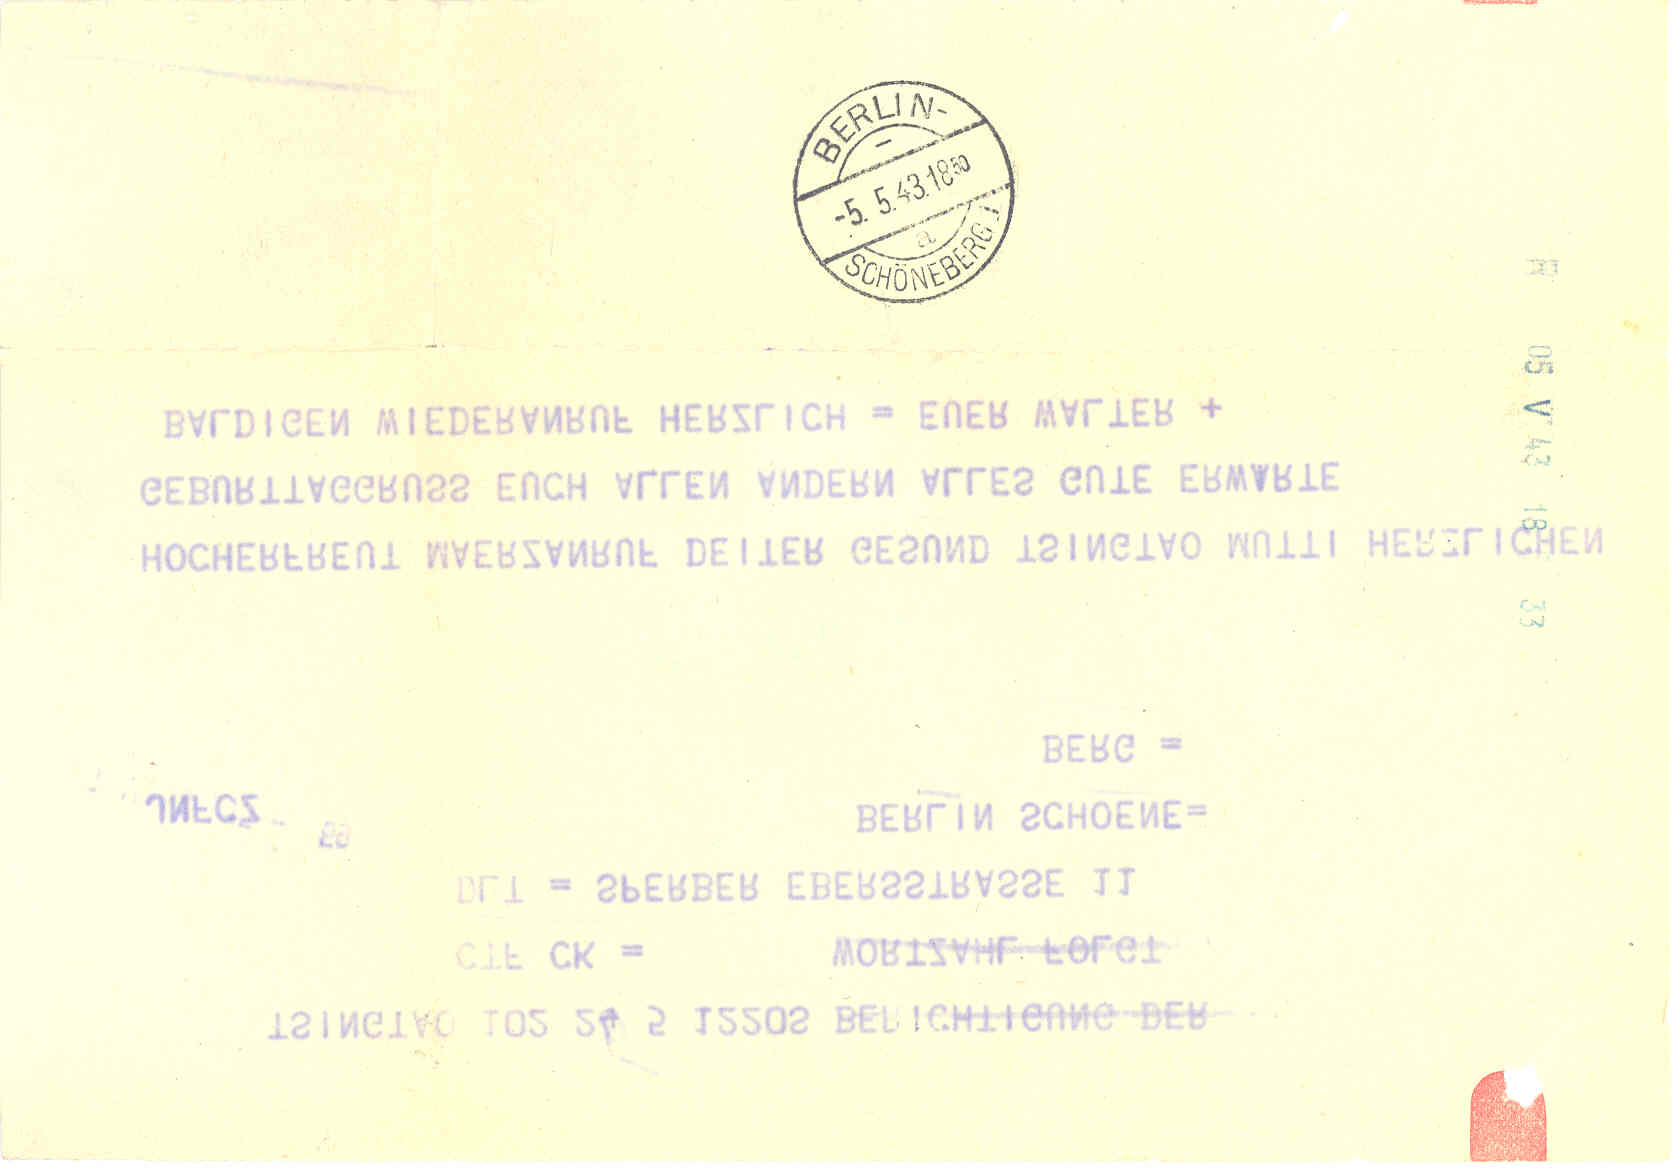 TSINGTAO 102 24 5 1220S BERICHTIGUNG DER
CTF CK = WORTZAHL FOLGT
DLT = SPERBER EBERSSTRASSE 11
BERLIN SCHOENE=
BERG =
JNFCZ
HOCHERFREUT MAERZANRUF DEITER GESUND TSINGTAO MUTTI HERZLICHEN
GEBURTTAGGRUSS EUCH ALLEN ANDERN ALLES GUTE ERWARTE
BALDIGEN WIEDERANRUF HERZLICH = EUER WALTER +
BERLIN-
-5. 5.43.18
a
SCHÖNEBERG 1
05 V 43 18 33